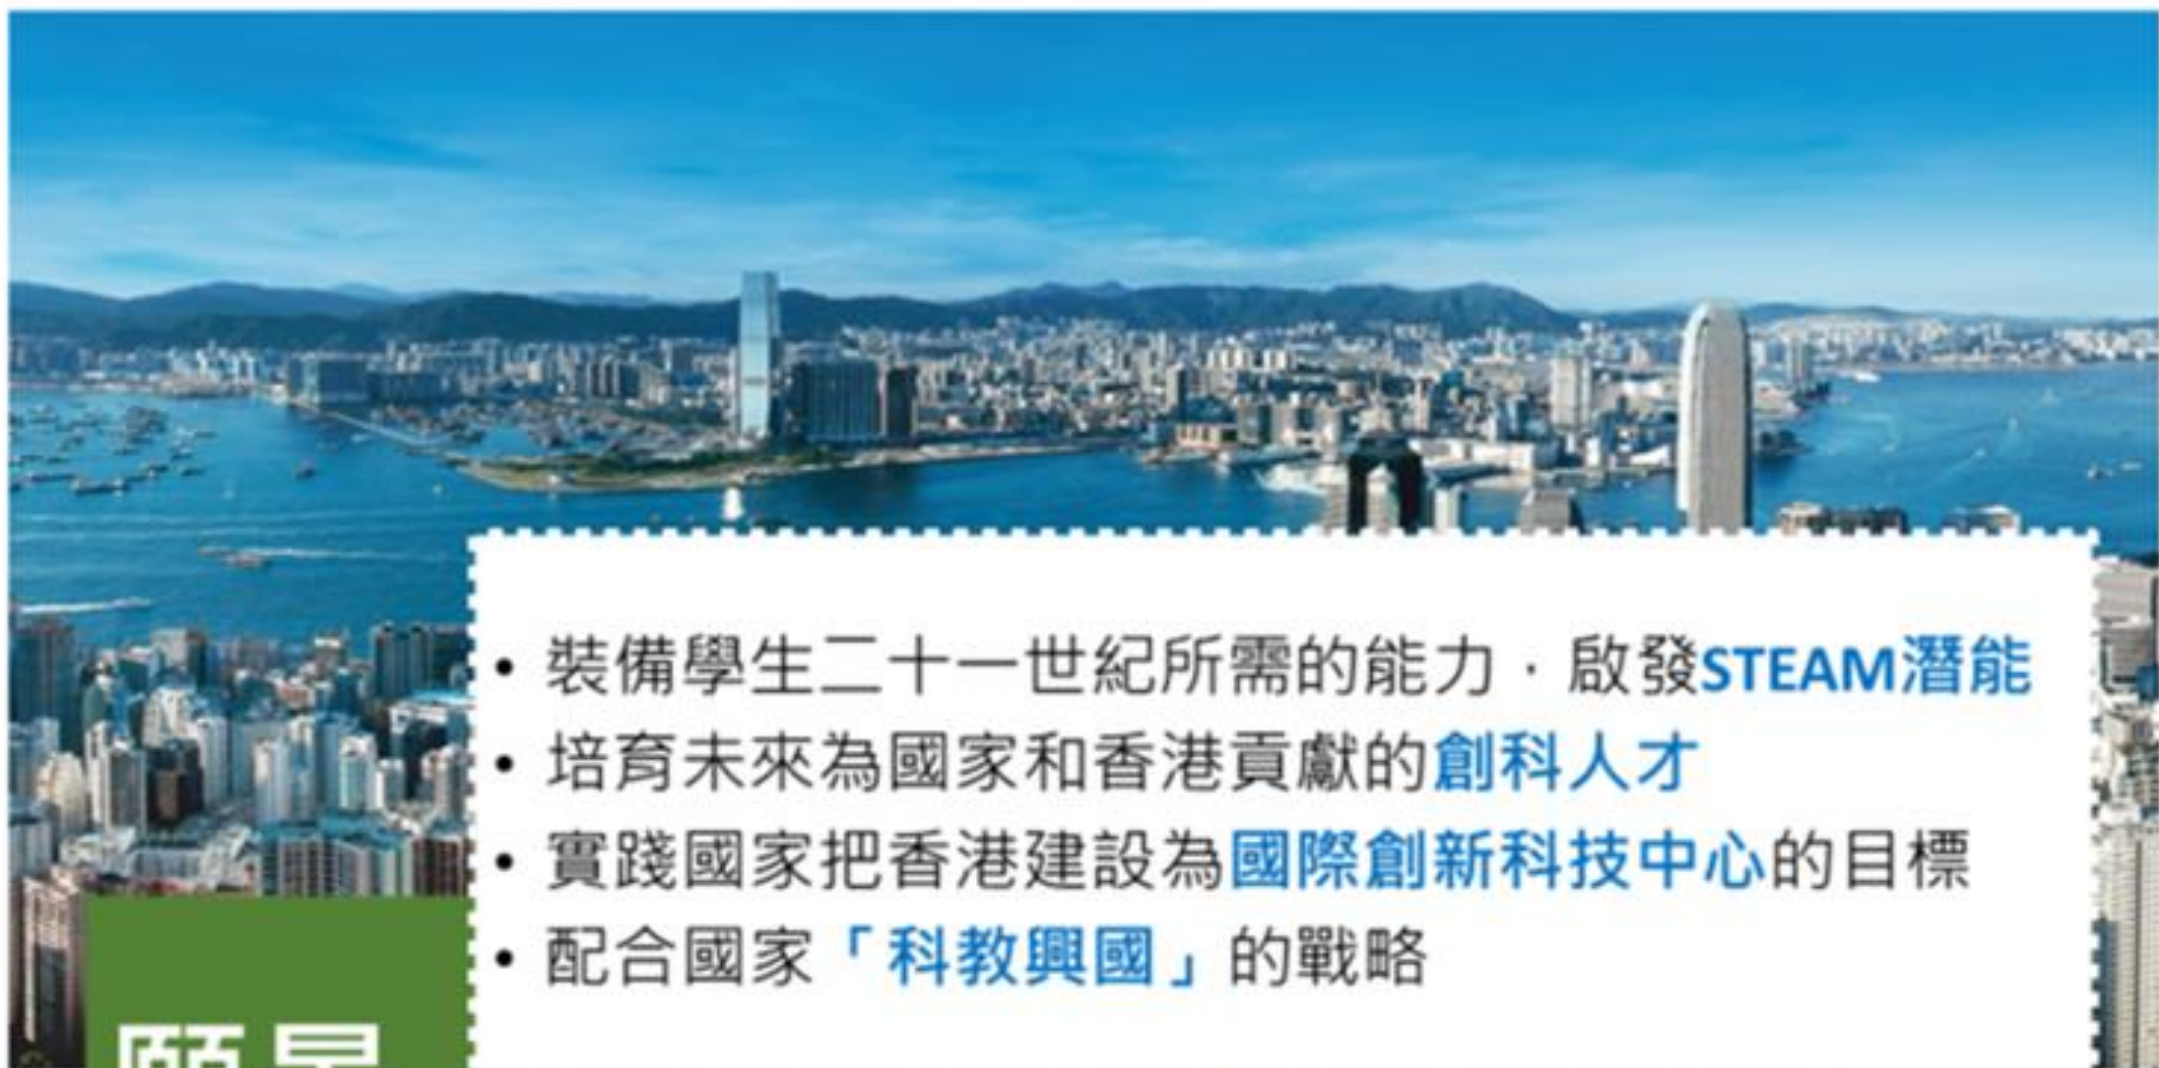 • 裝備學生二十一世紀所需的能力，啟發STEAM潛能
• 培育未來為國家和香港貢獻的創科人才
• 實踐國家把香港建設為國際創新科技中心的目標
• 配合國家「科教興國」的戰略
願景